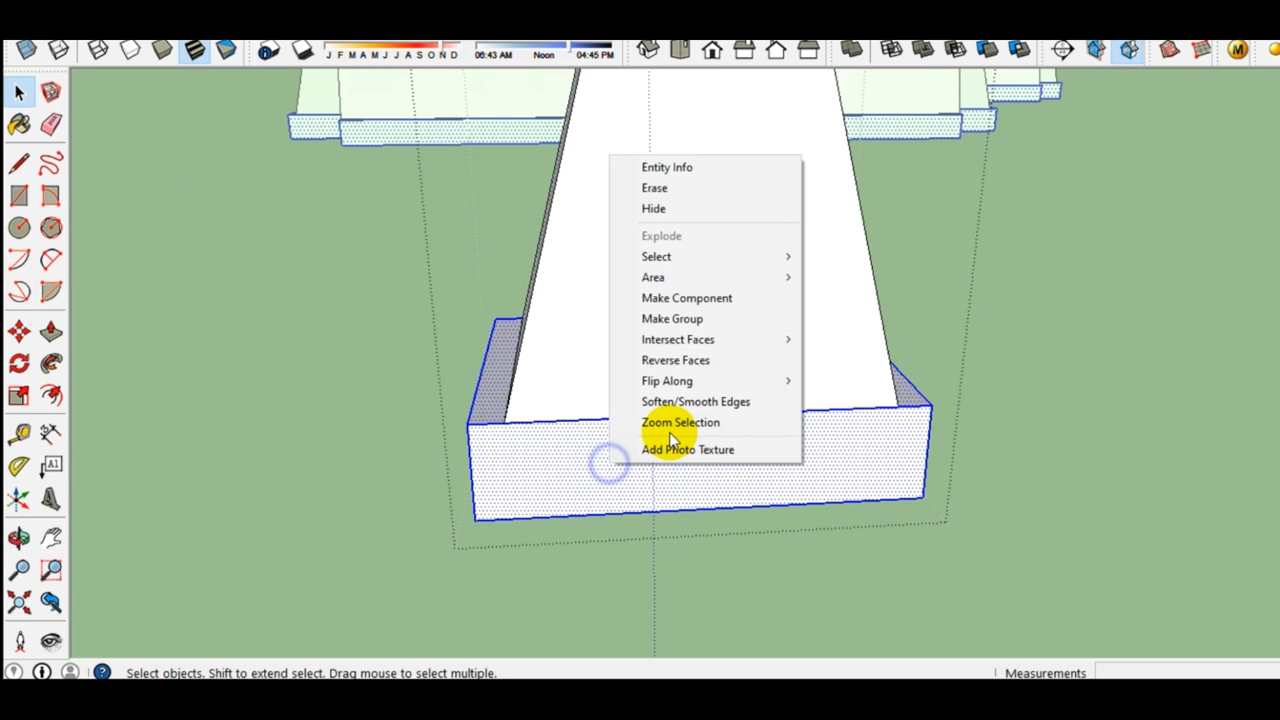 J F M A M J J A S O N D
06:43 AM Noon 04:45 PM
M
Entity Info
Erase
Hide
Explode
Select
Area
Make Component
Make Group
Intersect Faces
Reverse Faces
Flip Along
Soften/Smooth Edges
Zoom Selection
Add Photo Texture
A1
Select objects. Shift to extend select. Drag mouse to select multiple.
Measurements